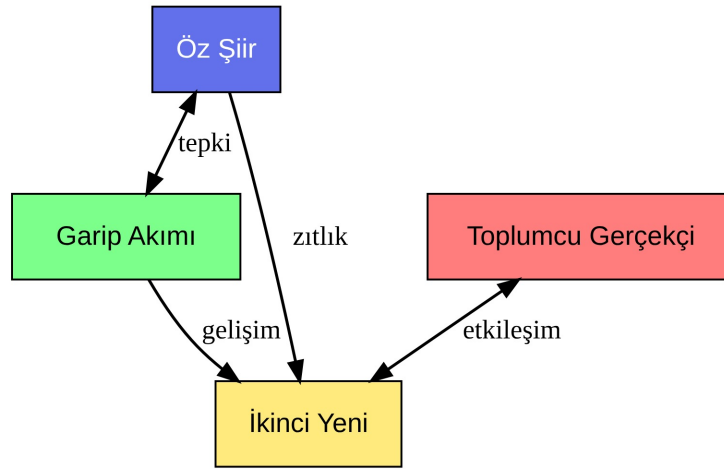 Öz Şiir
tepki
Garip Akımı
zıtlık
Toplumcu Gerçekçi
gelişim
etkileşim
İkinci Yeni